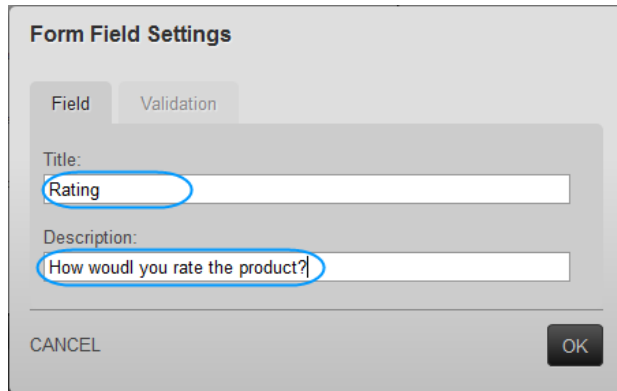 Form Field Settings
Field Validation
Title:
Rating
Description:
How woudl you rate the product?
CANCEL OK